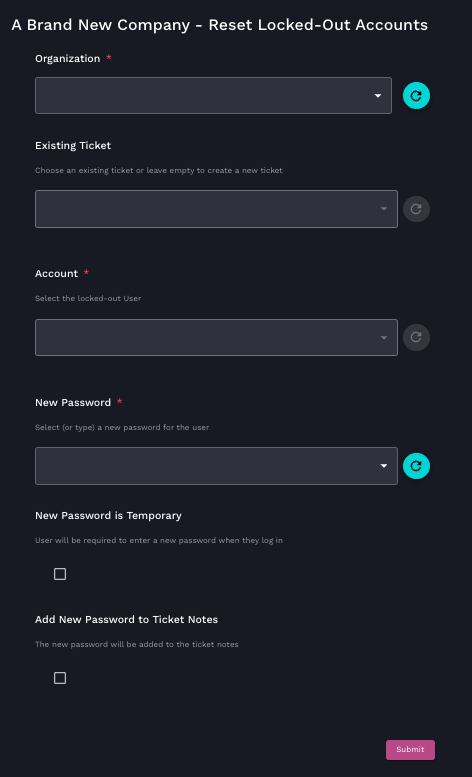 A Brand New Company - Reset Locked-Out Accounts
Organization *
Existing Ticket
Choose an existing ticket or leave empty to create a new ticket
Account *
Select the locked-out User
New Password *
Select (or type) a new password for the user
New Password is Temporary
User will be required to enter a new password when they log in
Add New Password to Ticket Notes
The new password will be added to the ticket notes
Submit